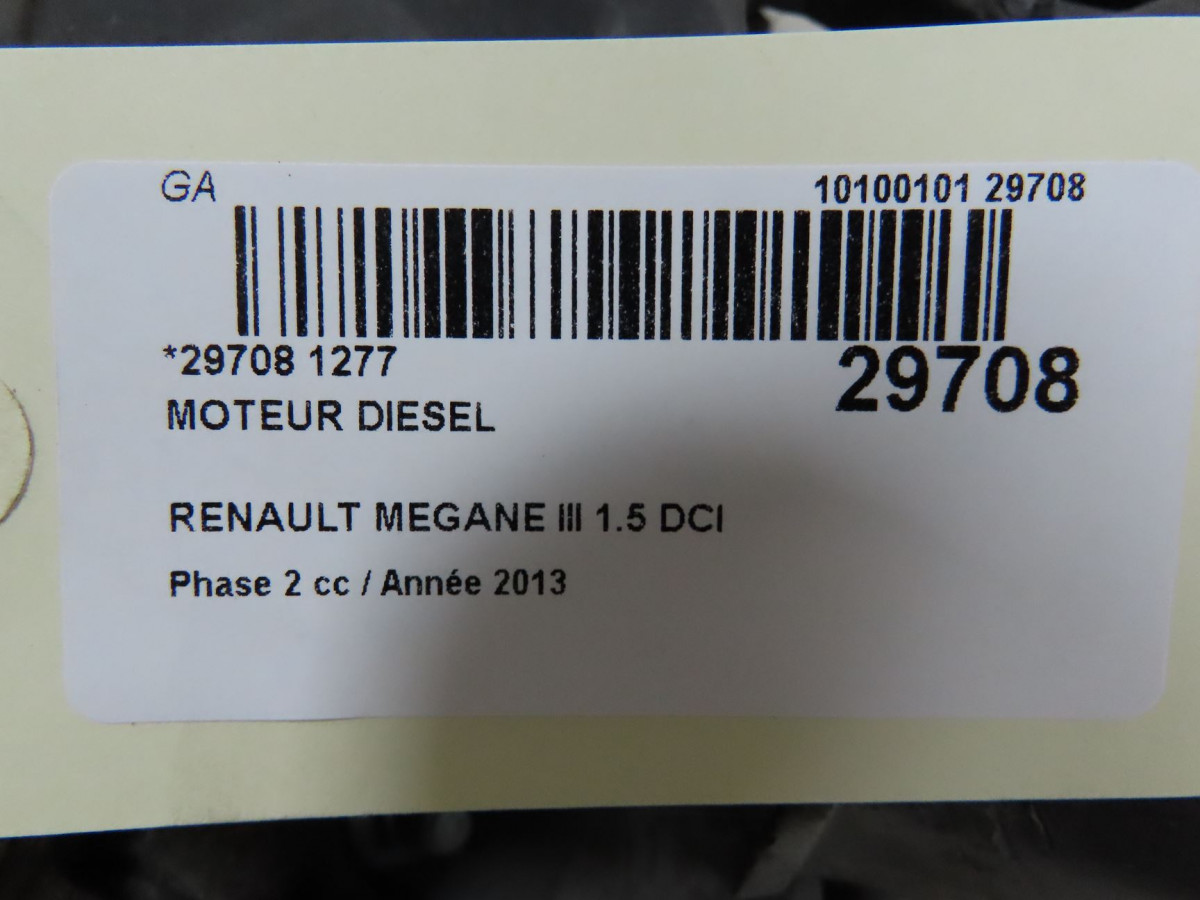 GA
10100101 29708
*29708 1277
29708
MOTEUR DIESEL
RENAULT MEGANE III 1.5 DCI
Phase 2 cc / Année 2013